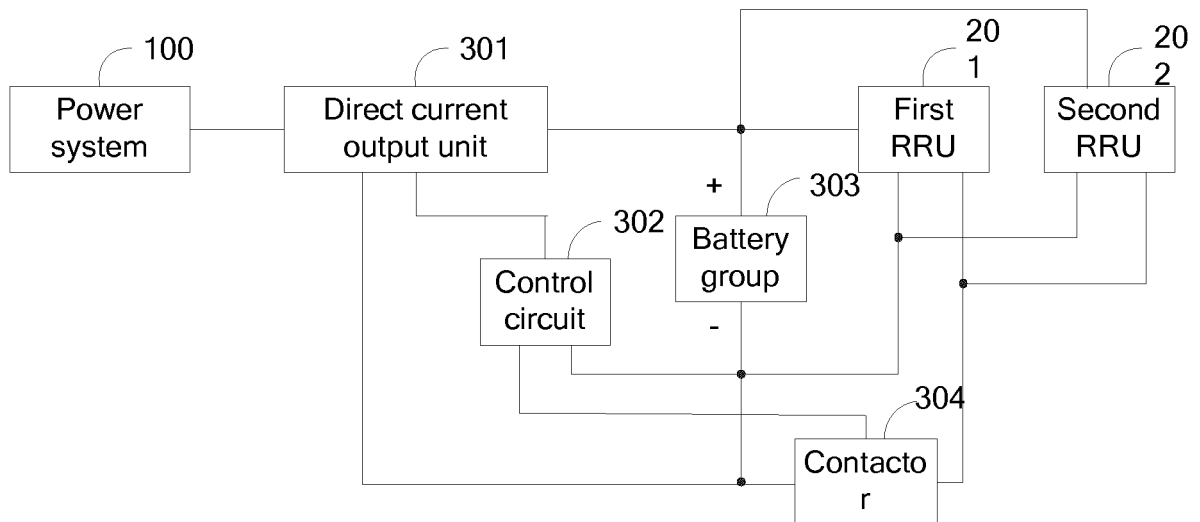 100
301
20
1
20
2
Power
system
Direct current
output unit
First
RRU
Second
RRU
+
303
302
Battery
group
Control
circuit
-
304
Contacto
r